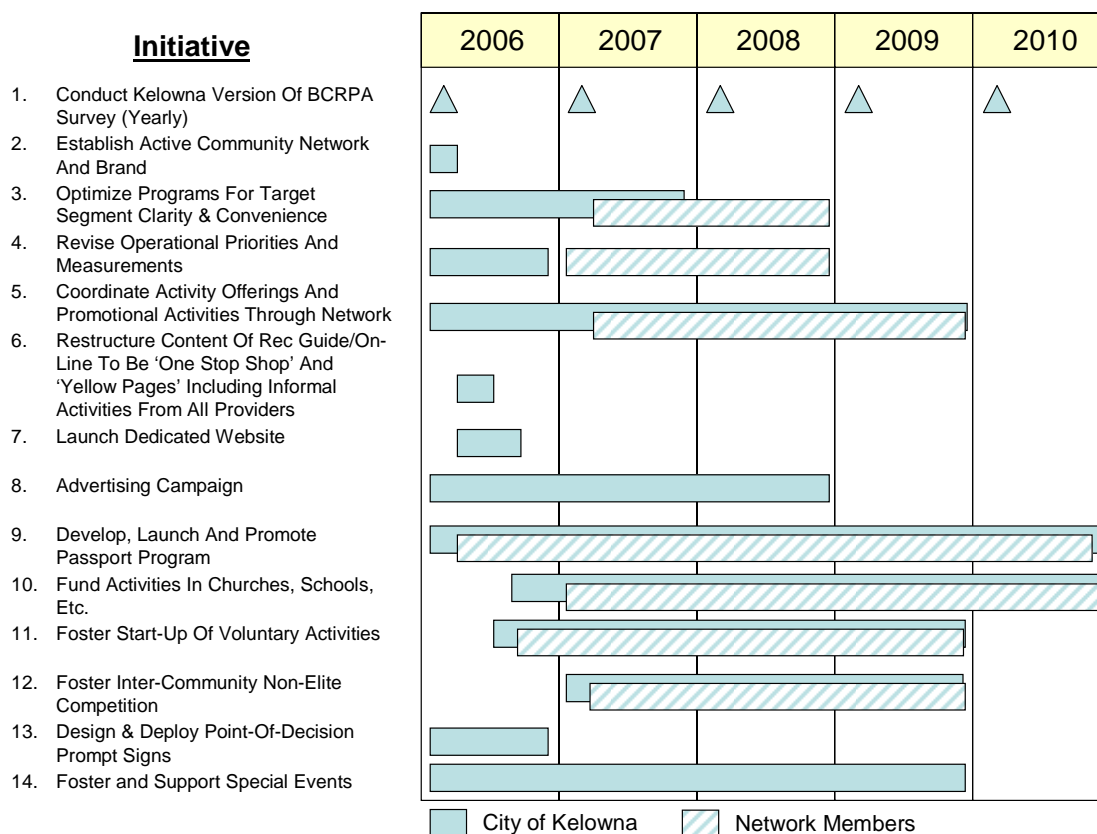 Initiative
2006 2007 2008 2009 2010
1. Conduct Kelowna Version Of BCRPA
Survey (Yearly)
2. Establish Active Community Network
And Brand
3. Optimize Programs For Target
Segment Clarity & Convenience
4. Revise Operational Priorities And
Measurements
5. Coordinate Activity Offerings And
Promotional Activities Through Network
6. Restructure Content Of Rec Guide/On-
Line To Be ‘One Stop Shop’ And
‘Yellow Pages’ Including Informal
Activities From All Providers
7. Launch Dedicated Website
8. Advertising Campaign
9. Develop, Launch And Promote
Passport Program
10. Fund Activities In Churches, Schools,
Etc.
11. Foster Start-Up Of Voluntary Activities
12. Foster Inter-Community Non-Elite
Competition
13. Design & Deploy Point-Of-Decision
Prompt Signs
14. Foster and Support Special Events
City of Kelowna Network Members